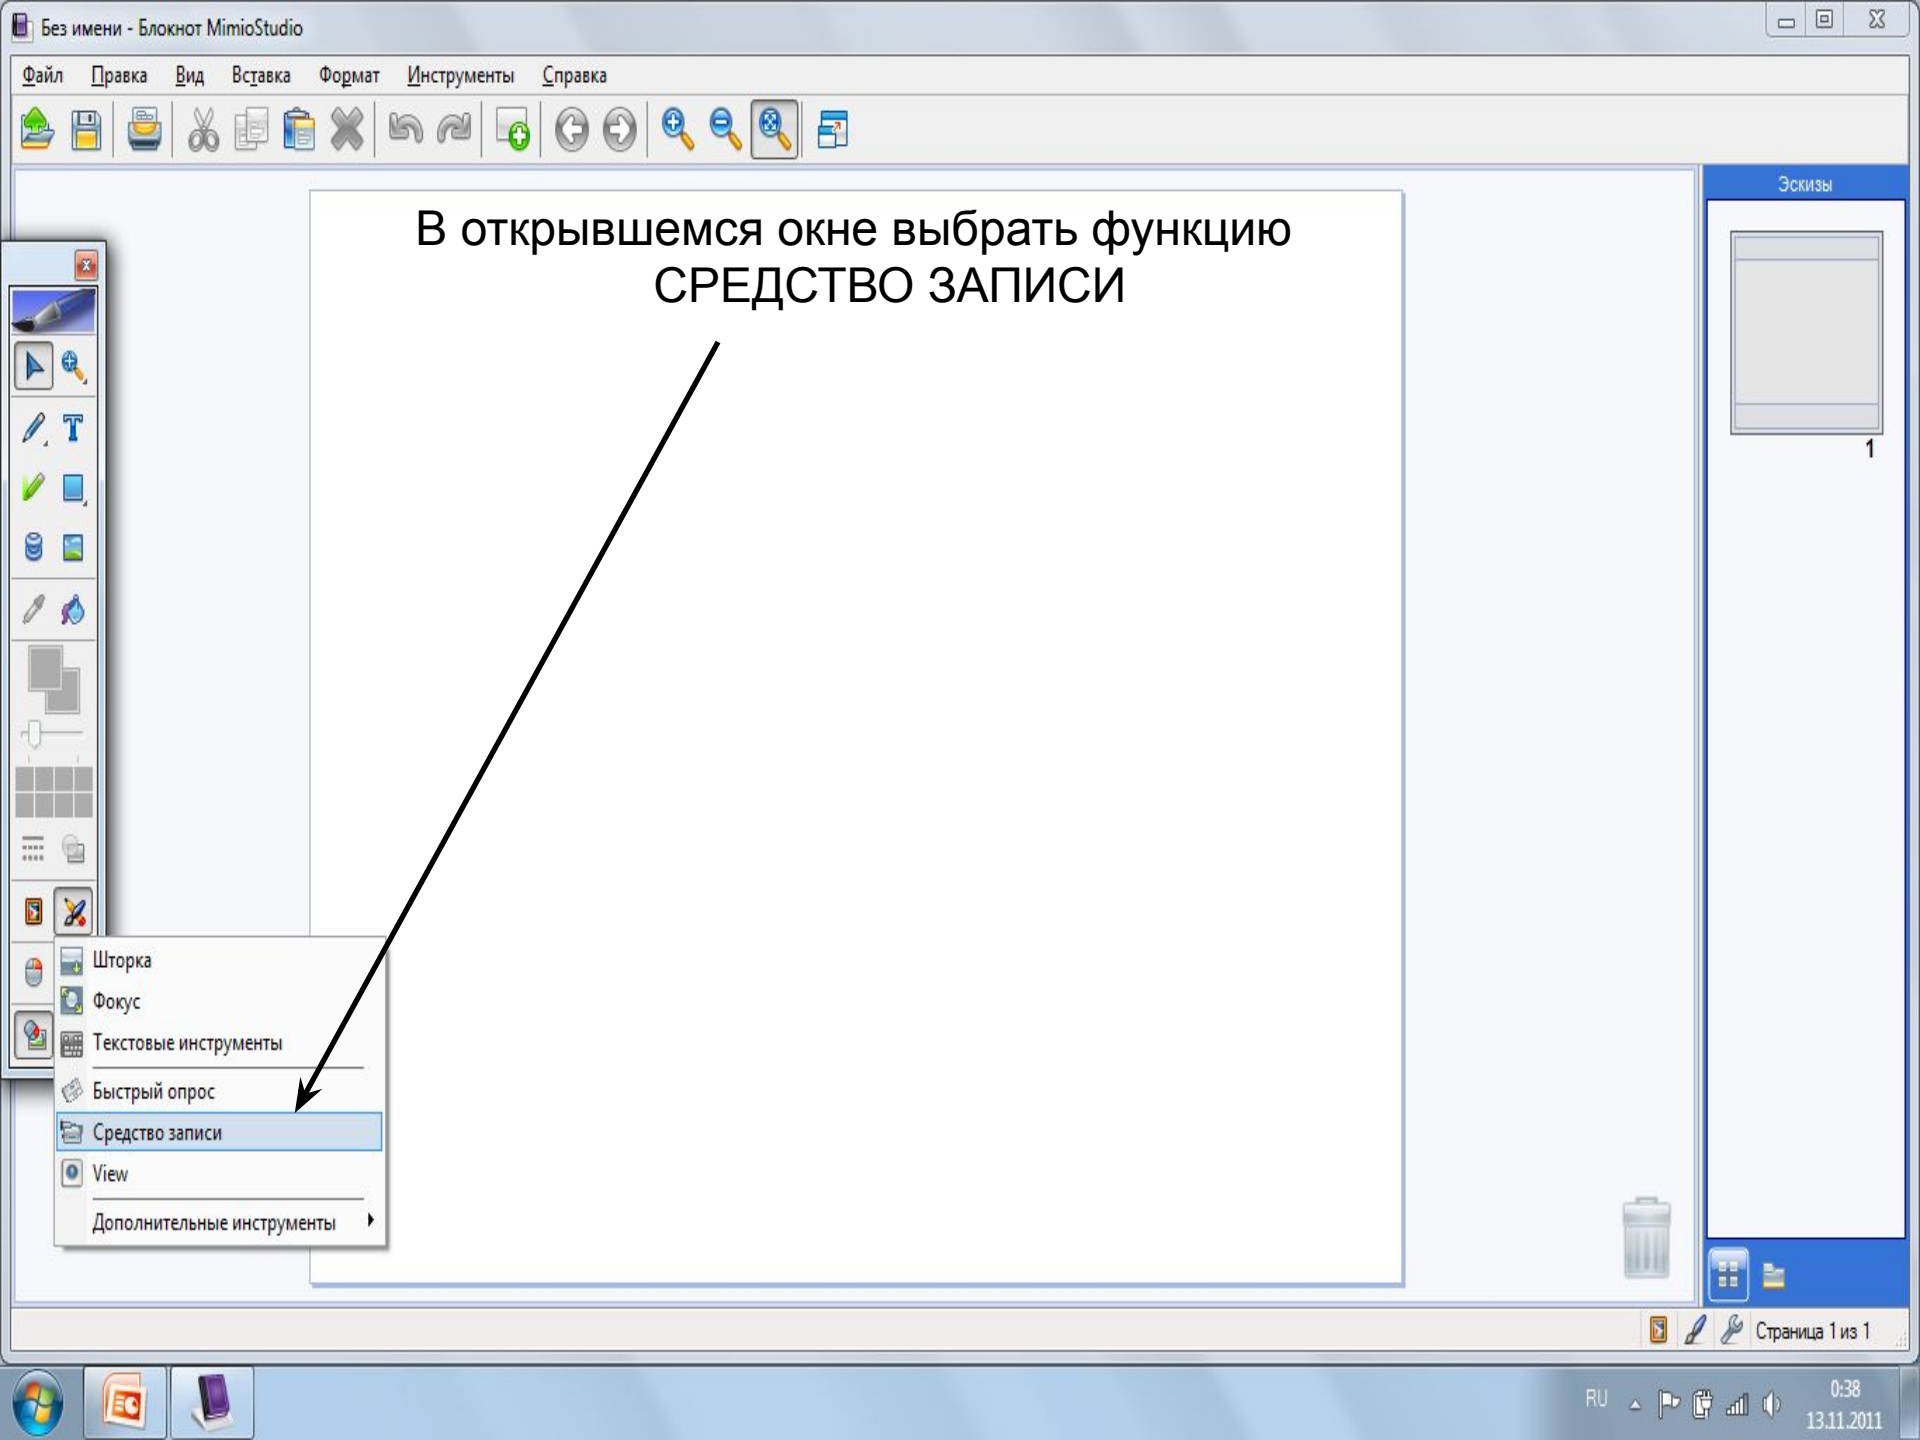 Без имени - Блокнот MimioStudio
Файл Правка Вид Вставка Формат Инструменты Справка
Эскизы
В открывшемся окне выбрать функцию
СРЕДСТВО ЗАПИСИ
1
Шторка
Фокус
Текстовые инструменты
Быстрый опрос
Средство записи
View
Дополнительные инструменты
Страница 1 из 1
RU
0:38
13.11.2011